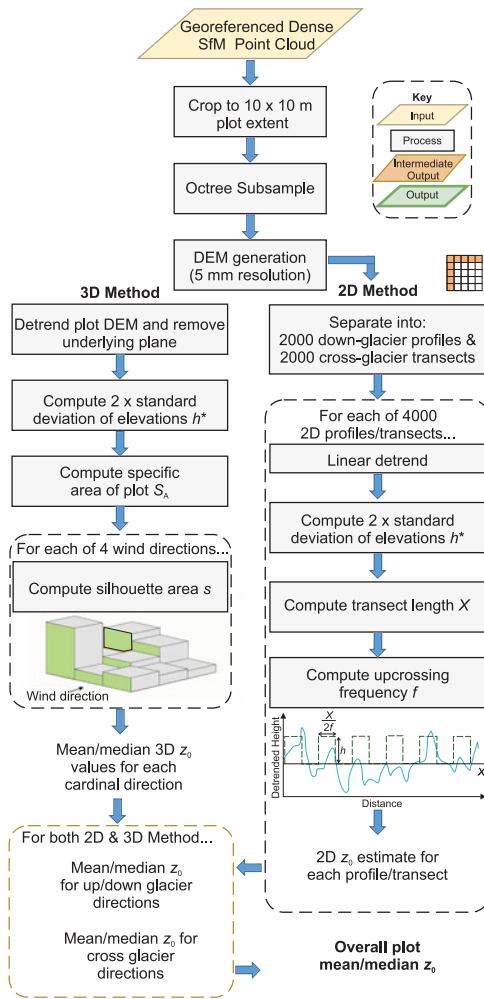 Georeferenced Dense
SfM Point Cloud
Crop to 10 x 10 m
plot extent
Octree Subsample
DEM generation
(5 mm resolution)
Key
Input
Process
Intermediate
Output
Output
3D Method
Detrend plot DEM and remove
underlying plane
Compute 2 x standard
deviation of elevations h*
Compute specific
area of plot S_A
For each of 4 wind directions...
Compute silhouette area s
Wind direction
Mean/median 3D z₀
values for each
cardinal direction
2D Method
Separate into:
2000 down-glacier profiles &
2000 cross-glacier transects
For each of 4000
2D profiles/transects...
Linear detrend
Compute 2 x standard
deviation of elevations h*
Compute transect length X
Compute upcrossing
frequency f
Detrended Height
X
2f
h
X
Distance
2D z₀ estimate for
each profile/transect
For both 2D & 3D Method...
Mean/median z₀
for up/down glacier
directions
Mean/median z₀ for
cross glacier
directions
Overall plot
mean/median z₀